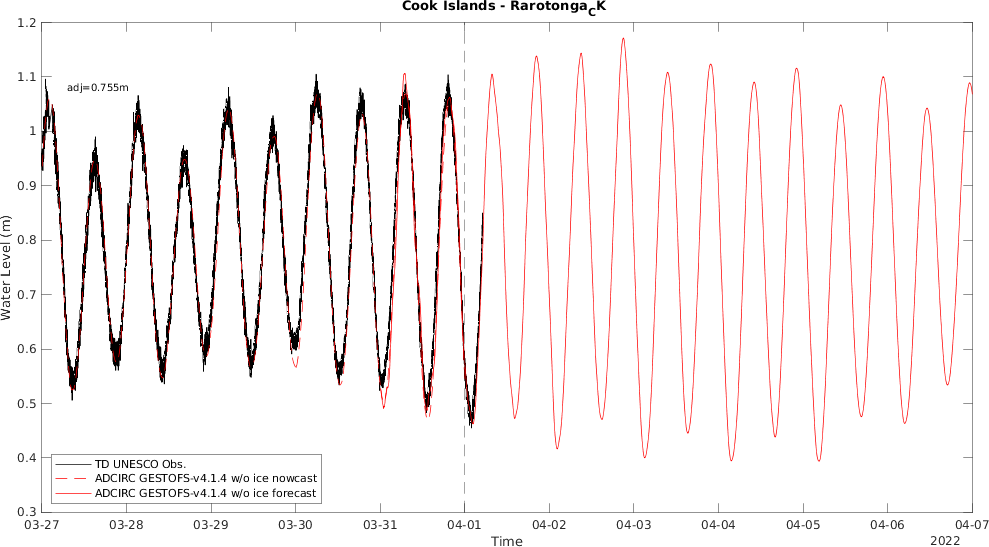 Cook Islands - Rarotonga_CK
1.2
1.1
1
0.9
0.8
0.7
0.6
0.5
0.4
0.3
Water Level (m)
adj=0.755m
TD UNESCO Obs.
ADCIRC GESTOFS-v4.1.4 w/o ice nowcast
ADCIRC GESTOFS-v4.1.4 w/o ice forecast
03-27 03-28 03-29 03-30 03-31 04-01 04-02 04-03 04-04 04-05 04-06 04-07
Time
2022